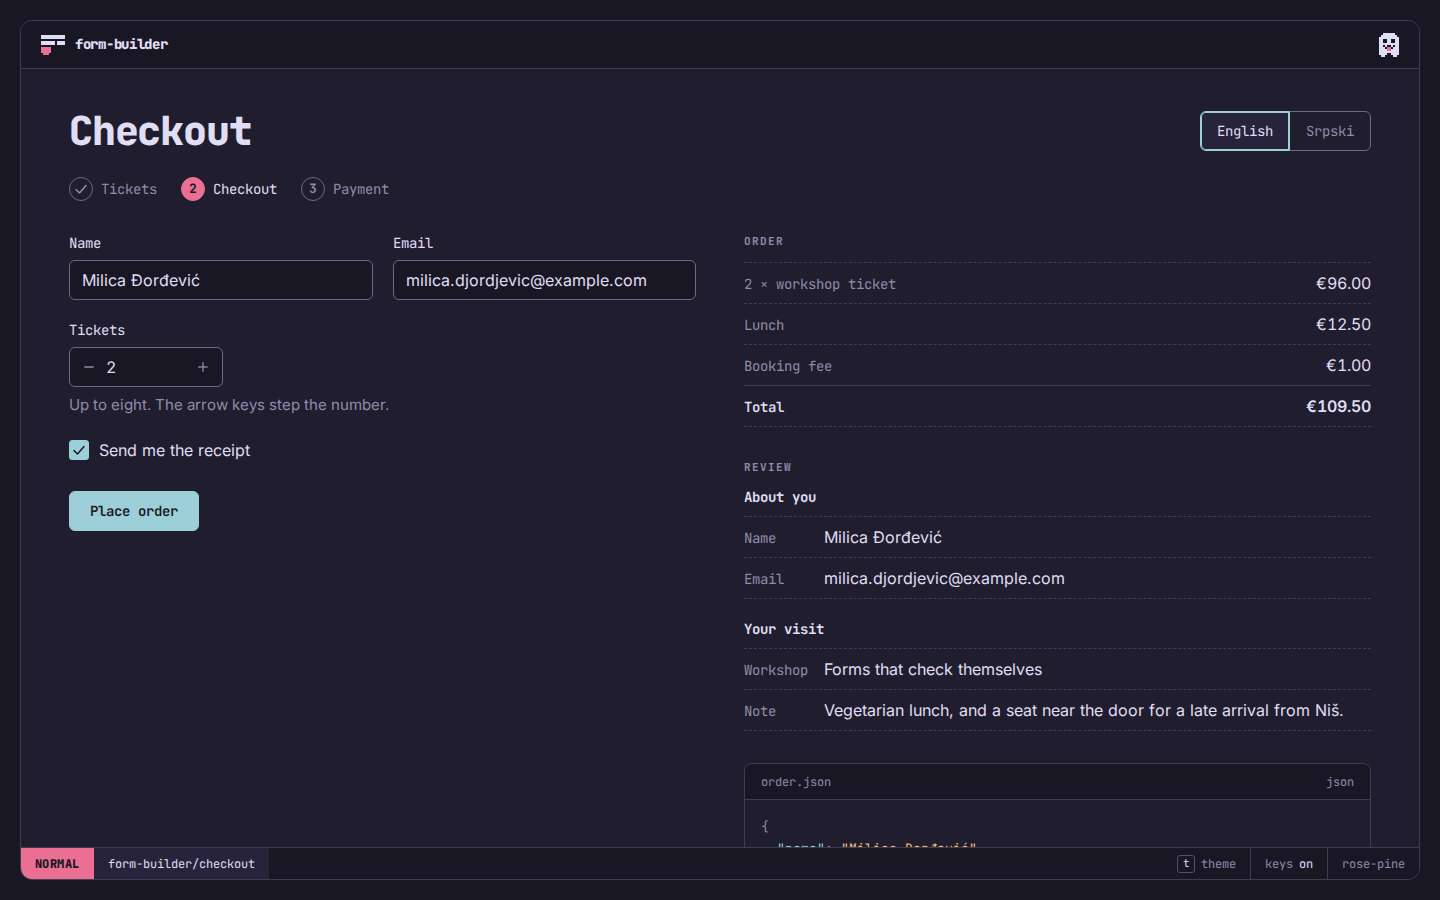 form-builder
Checkout
English Srpski
Tickets 2 Checkout 3 Payment
Name Email
Milica Đorđević milica.djordjevic@example.com
Tickets
− 2 +
Up to eight. The arrow keys step the number.
Send me the receipt
Place order
ORDER
2 × workshop ticket €96.00
Lunch €12.50
Booking fee €1.00
Total €109.50
REVIEW
About you
Name Milica Đorđević
Email milica.djordjevic@example.com
Your visit
Workshop Forms that check themselves
Note Vegetarian lunch, and a seat near the door for a late arrival from Niš.
order.json json
{
"name": "Milica Đorđević"
NORMAL form-builder/checkout t theme keys on rose-pine